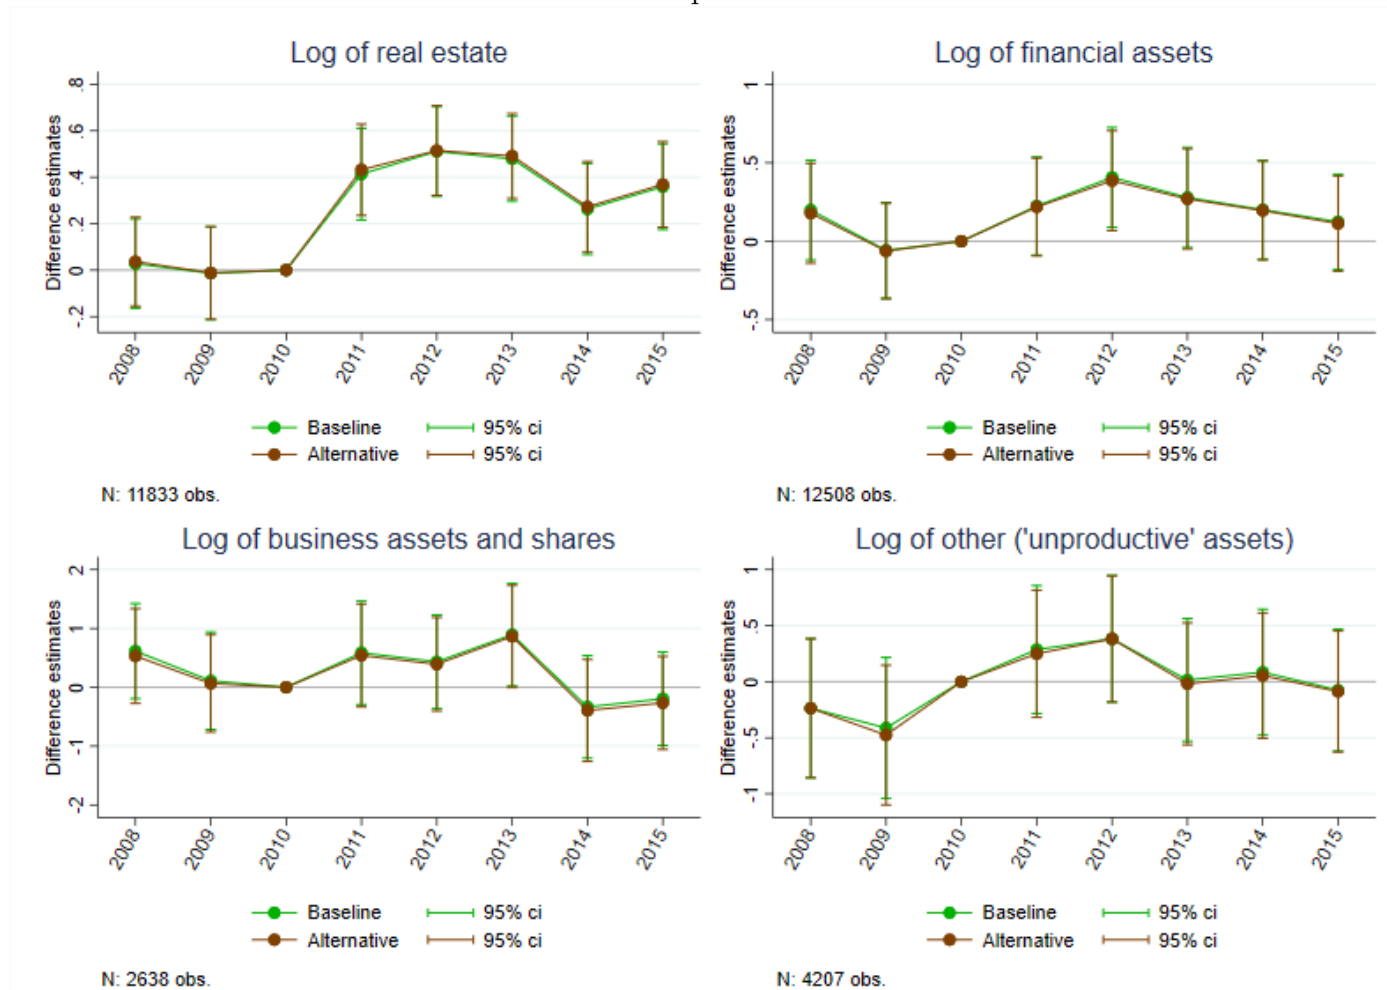 Log of real estate
Difference estimates
.8
.6
.4
.2
0
-.2
2008 2009 2010 2011 2012 2013 2014 2015
Baseline 95% ci
Alternative 95% ci
N: 11833 obs.
Log of financial assets
Difference estimates
1
.5
0
-.5
2008 2009 2010 2011 2012 2013 2014 2015
Baseline 95% ci
Alternative 95% ci
N: 12508 obs.
Log of business assets and shares
Difference estimates
2
1
0
-1
-2
2008 2009 2010 2011 2012 2013 2014 2015
Baseline 95% ci
Alternative 95% ci
N: 2638 obs.
Log of other ('unproductive' assets)
Difference estimates
1
.5
0
-.5
-1
2008 2009 2010 2011 2012 2013 2014 2015
Baseline 95% ci
Alternative 95% ci
N: 4207 obs.